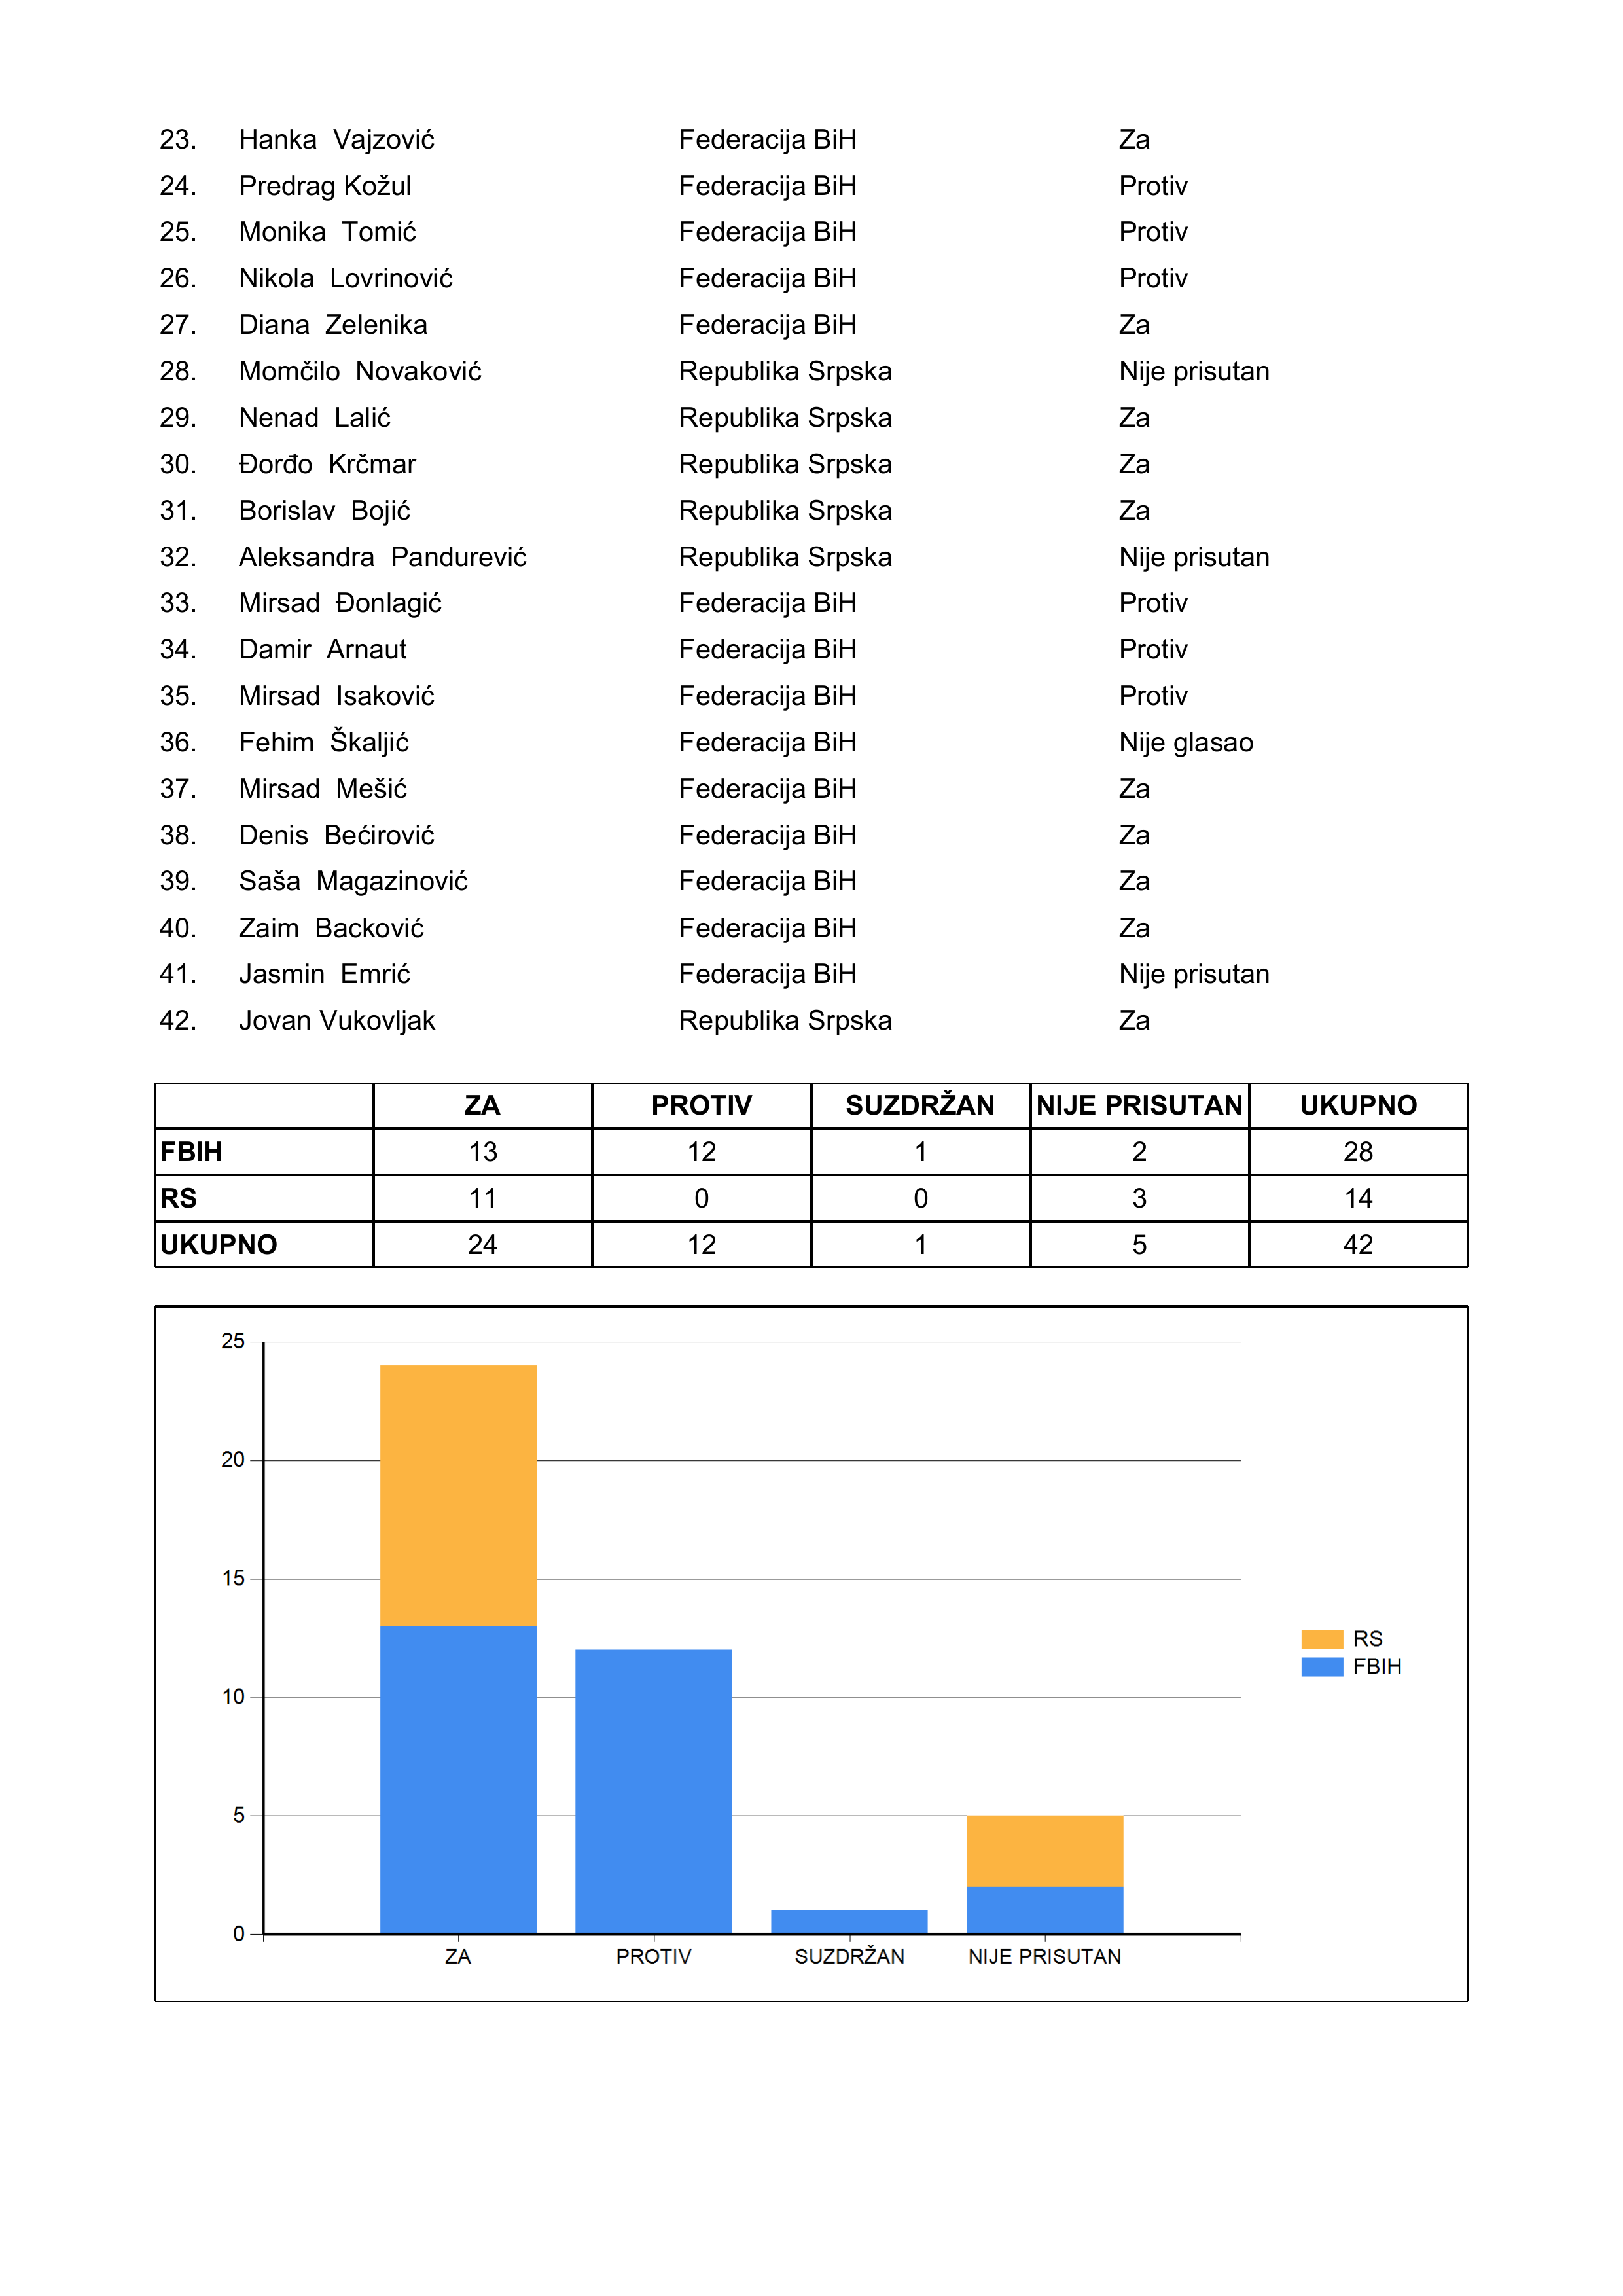 23. Hanka Vajzović Federacija BiH Za
24. Predrag Kožul Federacija BiH Protiv
25. Monika Tomić Federacija BiH Protiv
26. Nikola Lovrinović Federacija BiH Protiv
27. Diana Zelenika Federacija BiH Za
28. Momčilo Novaković Republika Srpska Nije prisutan
29. Nenad Lalić Republika Srpska Za
30. Đorđo Krčmar Republika Srpska Za
31. Borislav Bojić Republika Srpska Za
32. Aleksandra Pandurević Republika Srpska Nije prisutan
33. Mirsad Đonlagić Federacija BiH Protiv
34. Damir Arnaut Federacija BiH Protiv
35. Mirsad Isaković Federacija BiH Protiv
36. Fehim Škaljić Federacija BiH Nije glasao
37. Mirsad Mešić Federacija BiH Za
38. Denis Bećirović Federacija BiH Za
39. Saša Magazinović Federacija BiH Za
40. Zaim Backović Federacija BiH Za
41. Jasmin Emrić Federacija BiH Nije prisutan
42. Jovan Vukovljak Republika Srpska Za
ZA PROTIV SUZDRŽAN NIJE PRISUTAN UKUPNO
FBIH 13 12 1 2 28
RS 11 0 0 3 14
UKUPNO 24 12 1 5 42
25
20
15
10
5
0
ZA PROTIV SUZDRŽAN NIJE PRISUTAN
RS
FBIH